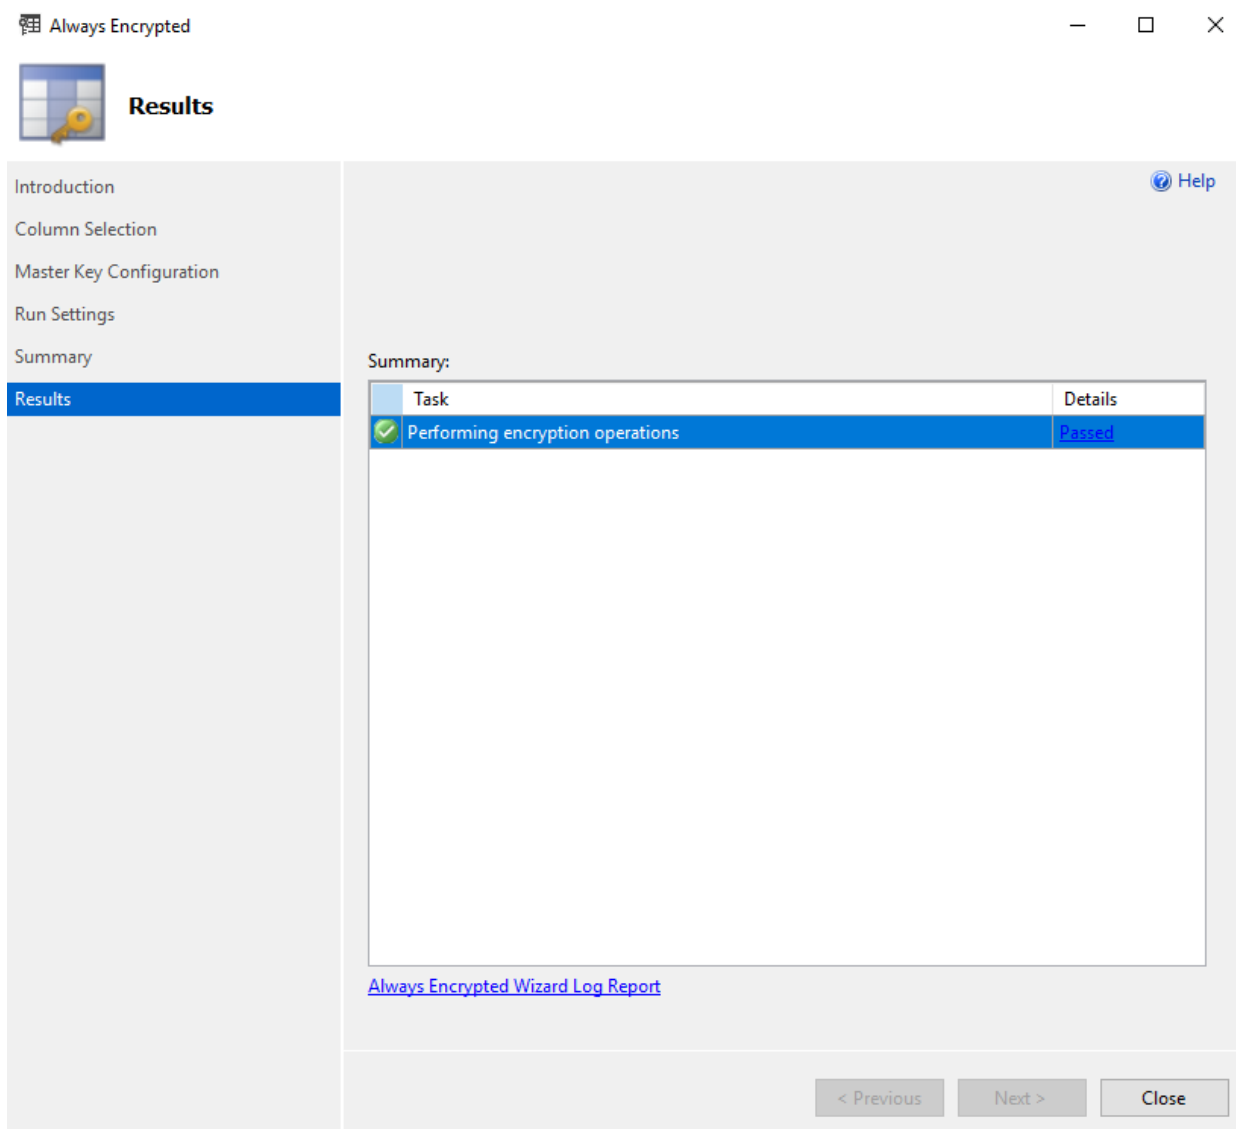 Always Encrypted
Results
Introduction
Column Selection
Master Key Configuration
Run Settings
Summary
Results
Help
Summary:
Task Details
Performing encryption operations Passed
Always Encrypted Wizard Log Report
< Previous Next > Close